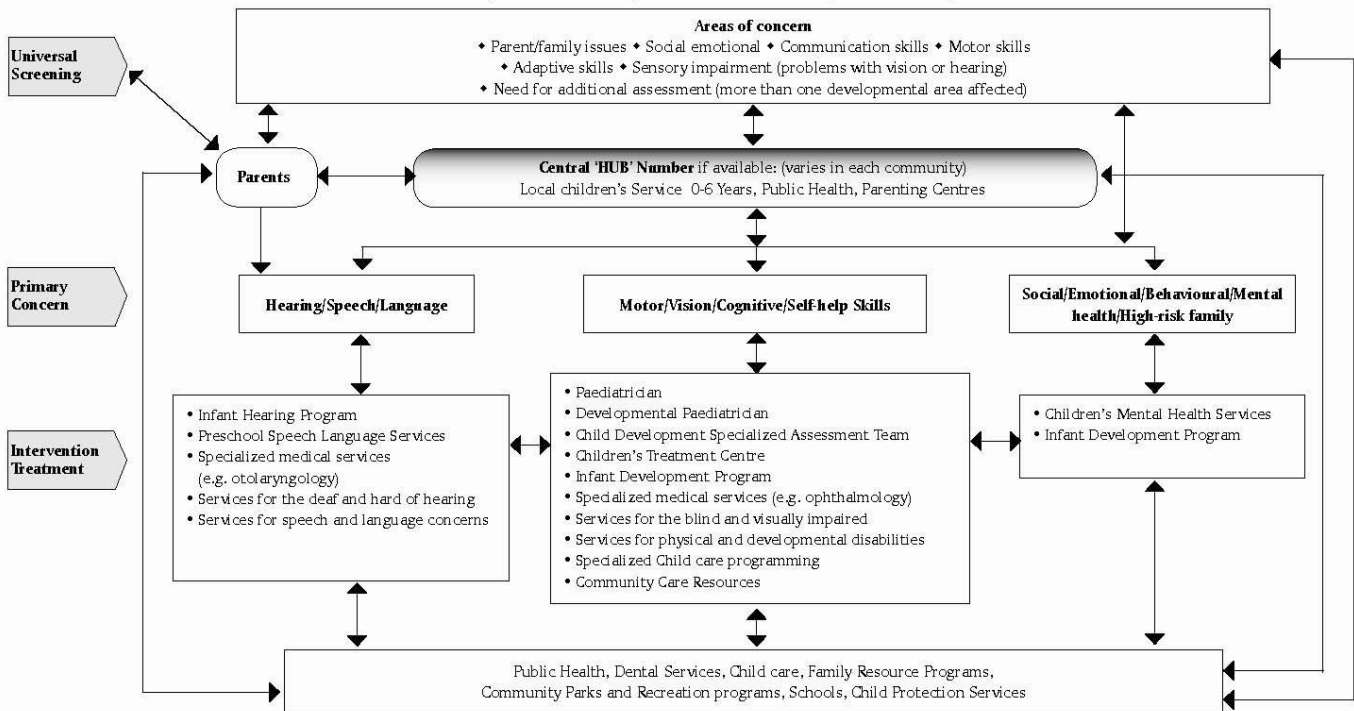 Areas of concern
◆ Parent/family issues ◆ Social emotional ◆ Communication skills ◆ Motor skills
◆ Adaptive skills ◆ Sensory impairment (problems with vision or hearing)
◆ Need for additional assessment (more than one developmental area affected)
Universal
Screening
Parents
Central 'HUB' Number if available: (varies in each community)
Local children's Service 0-6 Years, Public Health, Parenting Centres
Primary
Concern
Hearing/Speech/Language
Motor/Vision/Cognitive/Self-help Skills
Social/Emotional/Behavioural/Mental
health/High-risk family
Intervention
Treatment
• Infant Hearing Program
• Preschool Speech Language Services
• Specialized medical services
(e.g. otolaryngology)
• Services for the deaf and hard of hearing
• Services for speech and language concerns
• Paediatrician
• Developmental Paediatrician
• Child Development Specialized Assessment Team
• Children's Treatment Centre
• Infant Development Program
• Specialized medical services (e.g. ophthalmology)
• Services for the blind and visually impaired
• Services for physical and developmental disabilities
• Specialized Child care programming
• Community Care Resources
• Children's Mental Health Services
• Infant Development Program
Public Health, Dental Services, Child care, Family Resource Programs,
Community Parks and Recreation programs, Schools, Child Protection Services